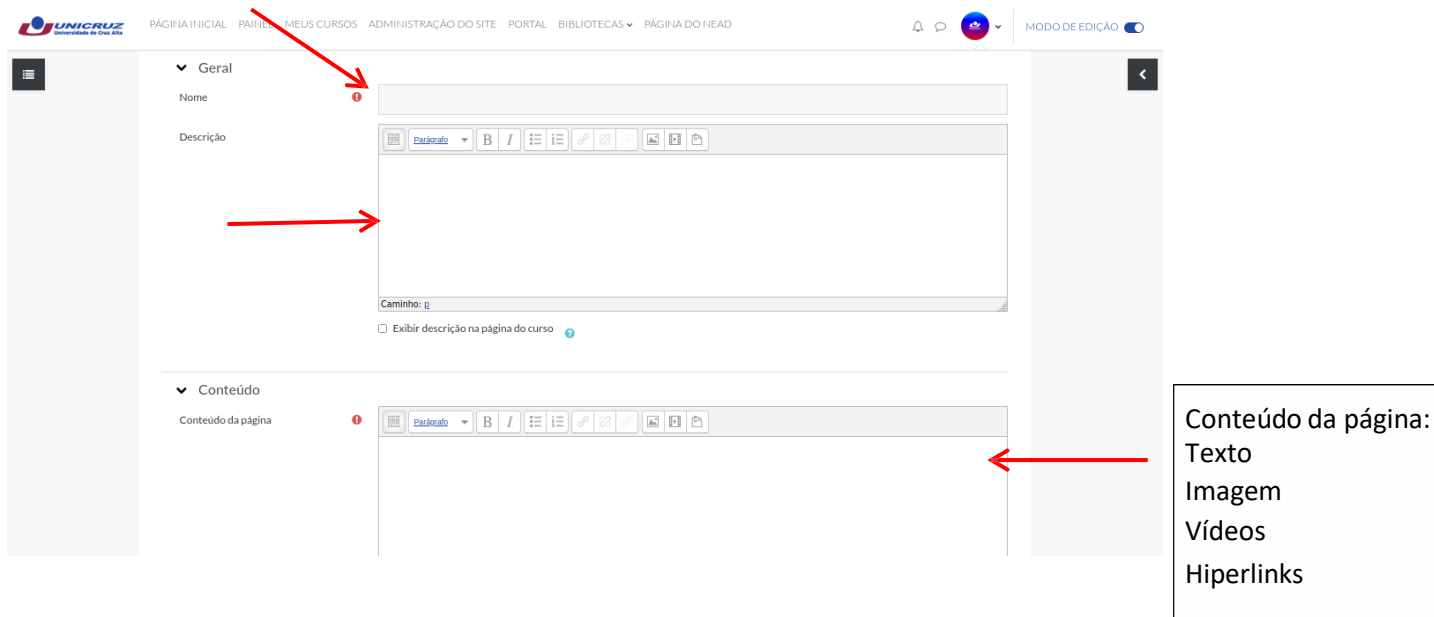 UNICRUZ
Universidade de Cruz Alta
PÁGINA INICIAL PAINEL MEUS CURSOS ADMINISTRAÇÃO DO SITE PORTAL BIBLIOTECAS PÁGINA DO NEAD
MODO DE EDIÇÃO
Geral
Nome
Descrição
Parágrafo B I
Caminho: p
Exibir descrição na página do curso
Conteúdo
Conteúdo da página
Parágrafo B I
Conteúdo da página:
Texto
Imagem
Vídeos
Hiperlinks